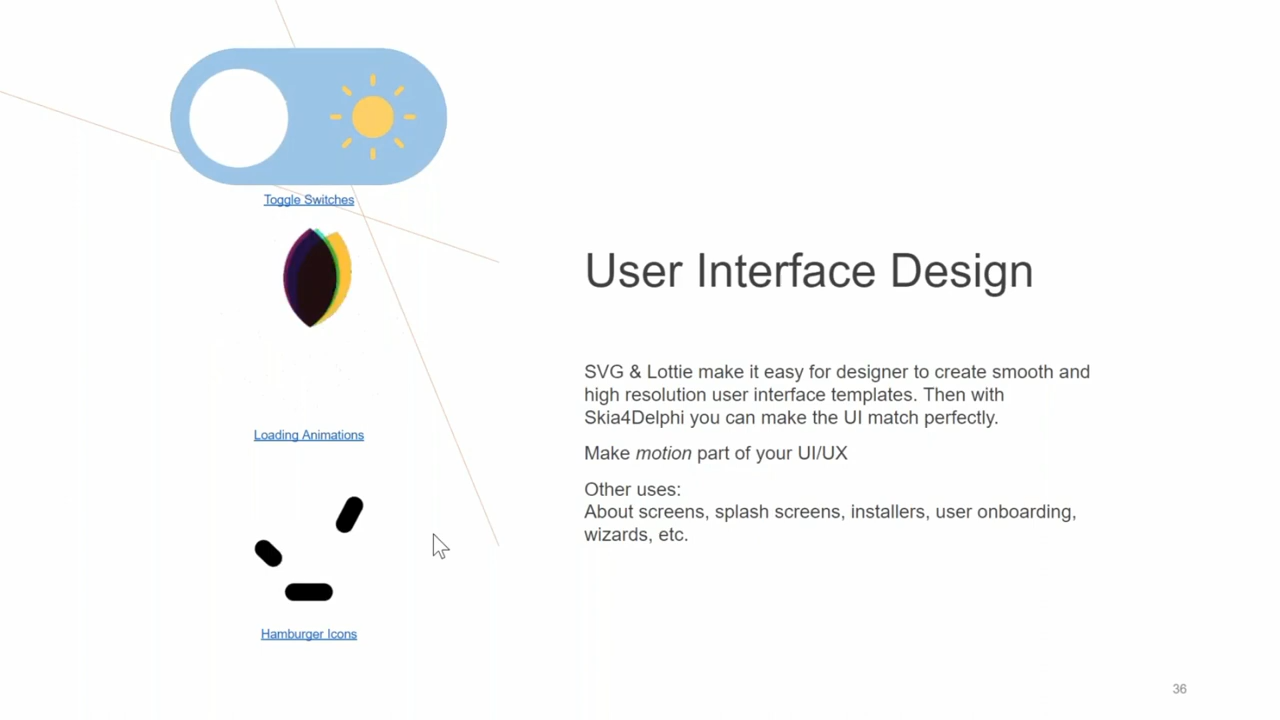 Toggle Switches
Loading Animations
Hamburger Icons
User Interface Design
SVG & Lottie make it easy for designer to create smooth and
high resolution user interface templates. Then with
Skia4Delphi you can make the UI match perfectly.
Make motion part of your UI/UX
Other uses:
About screens, splash screens, installers, user onboarding,
wizards, etc.
36